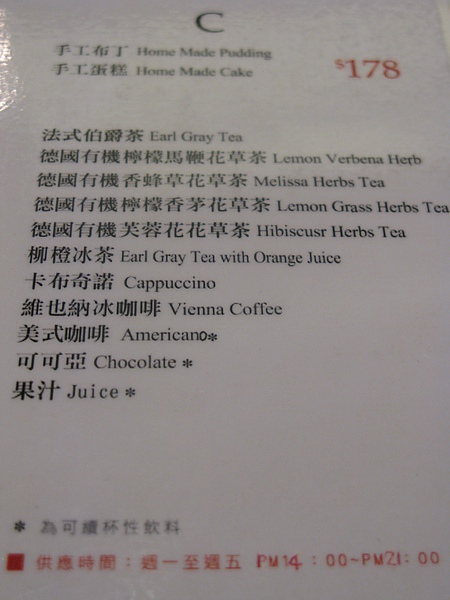 C
手工布丁 Home Made Pudding
手工蛋糕 Home Made Cake
$178
法式伯爵茶 Earl Gray Tea
德國有機檸檬馬鞭花草茶 Lemon Verbena Herb
德國有機香蜂草花草茶 Melissa Herbs Tea
德國有機檸檬香茅花草茶 Lemon Grass Herbs Tea
德國有機芙蓉花花草茶 Hibiscusr Herbs Tea
柳橙冰茶 Earl Gray Tea with Orange Juice
卡布奇諾 Cappuccino
維也納冰咖啡 Vienna Coffee
美式咖啡 Americano*
可可亞 Chocolate *
果汁 Juice *
* 為可續杯性飲料
■ 供應時間：週一至週五 PM14：00~PM21：00